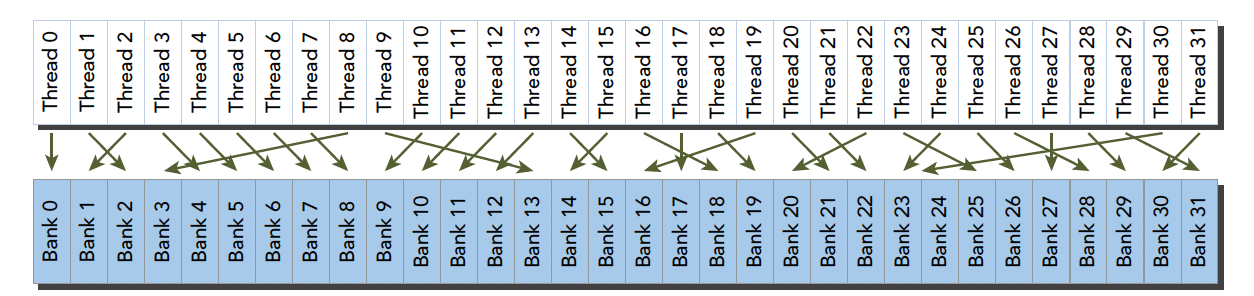 Thread 0
Thread 1
Thread 2
Thread 3
Thread 4
Thread 5
Thread 6
Thread 7
Thread 8
Thread 9
Thread 10
Thread 11
Thread 12
Thread 13
Thread 14
Thread 15
Thread 16
Thread 17
Thread 18
Thread 19
Thread 20
Thread 21
Thread 22
Thread 23
Thread 24
Thread 25
Thread 26
Thread 27
Thread 28
Thread 29
Thread 30
Thread 31
Bank 0
Bank 1
Bank 2
Bank 3
Bank 4
Bank 5
Bank 6
Bank 7
Bank 8
Bank 9
Bank 10
Bank 11
Bank 12
Bank 13
Bank 14
Bank 15
Bank 16
Bank 17
Bank 18
Bank 19
Bank 20
Bank 21
Bank 22
Bank 23
Bank 24
Bank 25
Bank 26
Bank 27
Bank 28
Bank 29
Bank 30
Bank 31